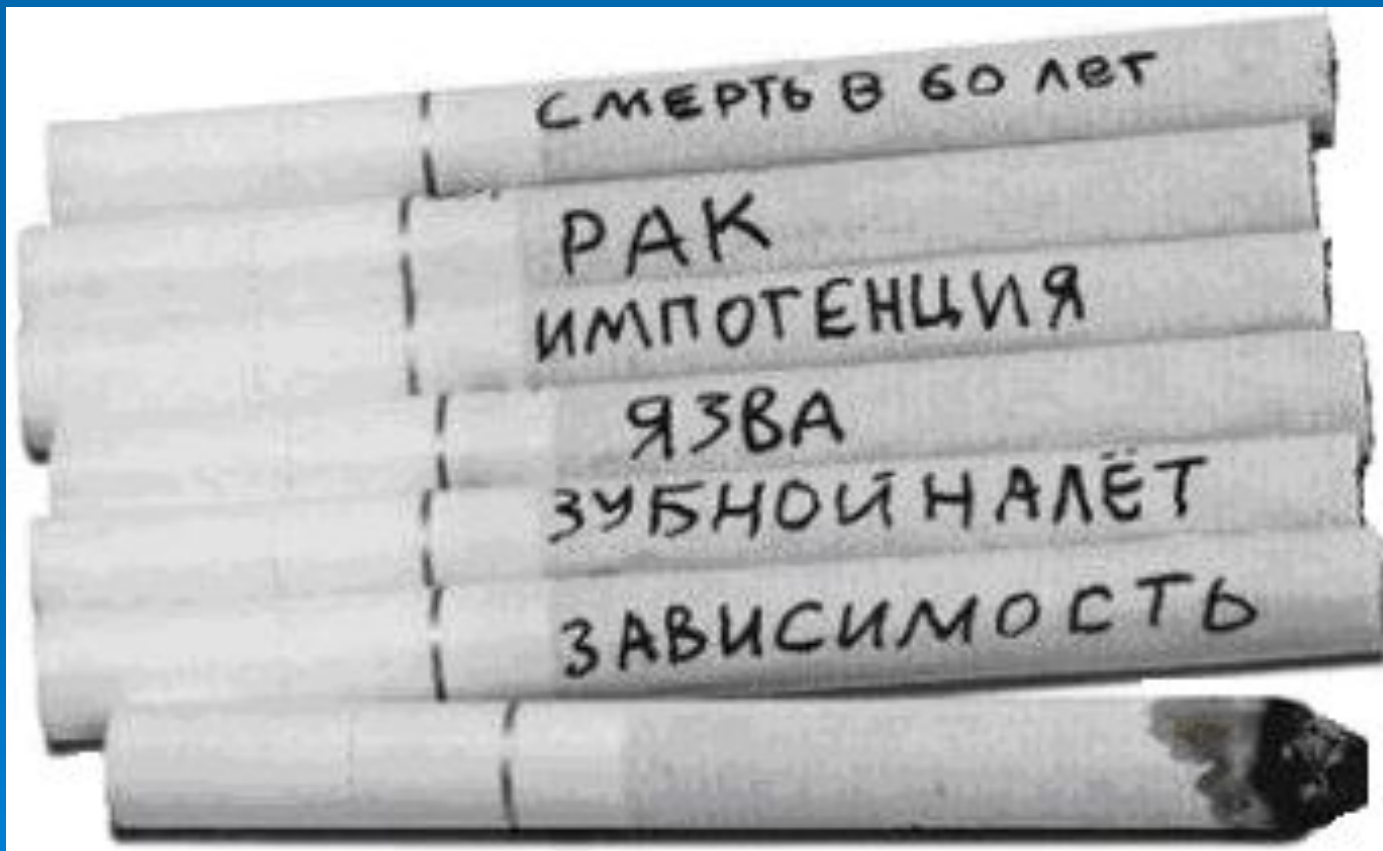 СМЕРТЬ В 60 лет
РАК
ИМПОТЕНЦИЯ
ЯЗВА
ЗУБНОЙ НАЛЁТ
ЗАВИСИМОСТЬ